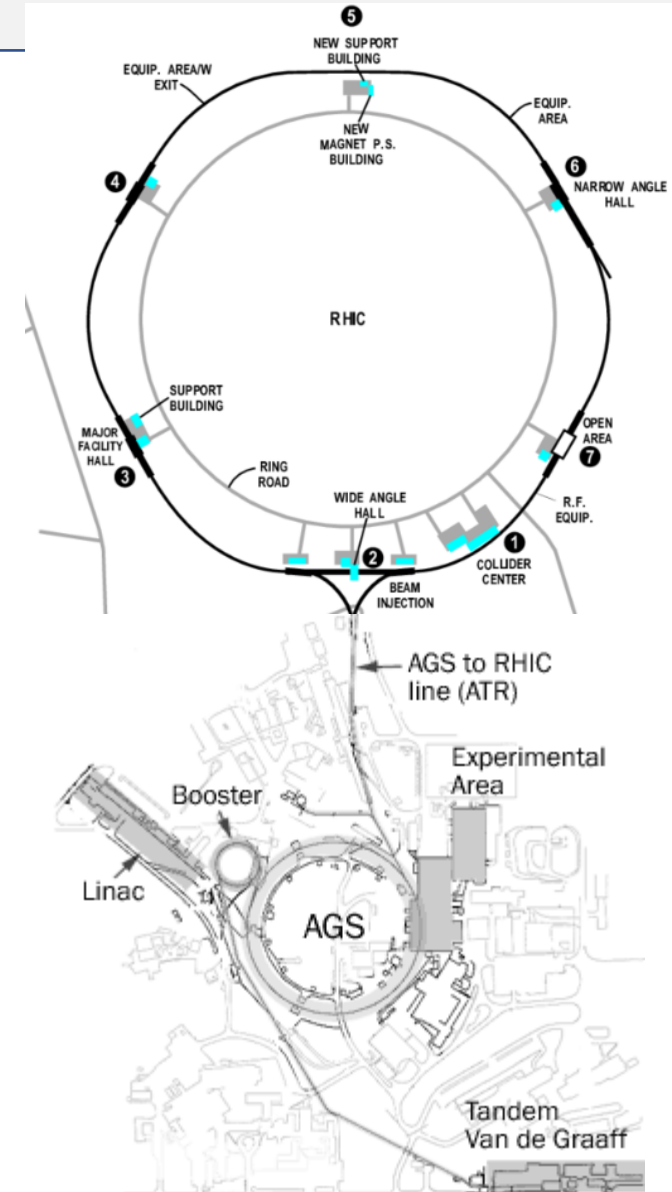 5
NEW SUPPORT
BUILDING
EQUIP. AREA/W
EXIT
EQUIP.
AREA
NEW
MAGNET P.S.
BUILDING
4
6
NARROW ANGLE
HALL
RHIC
SUPPORT
BUILDING
MAJOR
FACILITY
HALL
3
OPEN
AREA
7
RING
ROAD
WIDE ANGLE
HALL
R.F.
EQUIP.
2
1
COLLIDER
CENTER
BEAM
INJECTION
AGS to RHIC
line (ATR)
Experimental
Area
Booster
Linac
AGS
Tandem
Van de Graaff